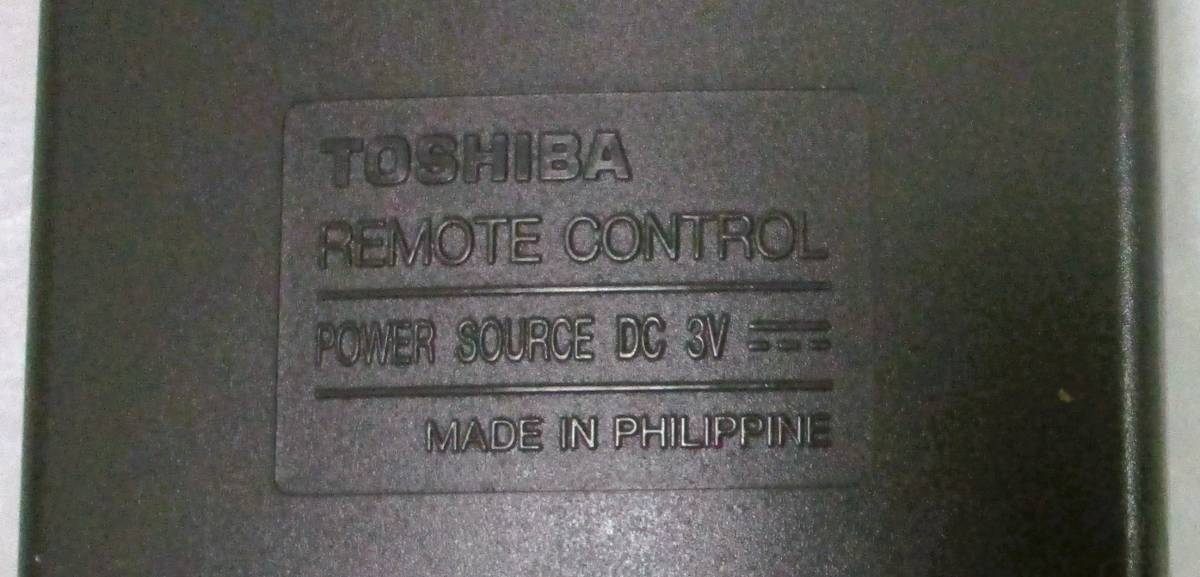 TOSHIBA
REMOTE CONTROL
POWER SOURCE DC 3V ⎓
MADE IN PHILIPPINE